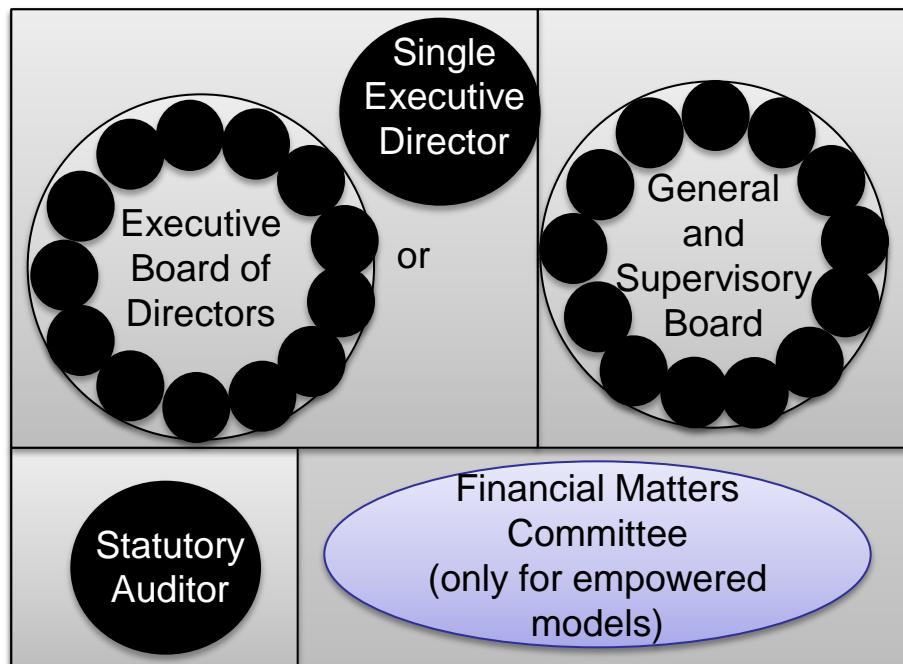 Single
Executive
Director
Executive
Board of
Directors
or
General
and
Supervisory
Board
Statutory
Auditor
Financial Matters
Committee
(only for empowered
models)